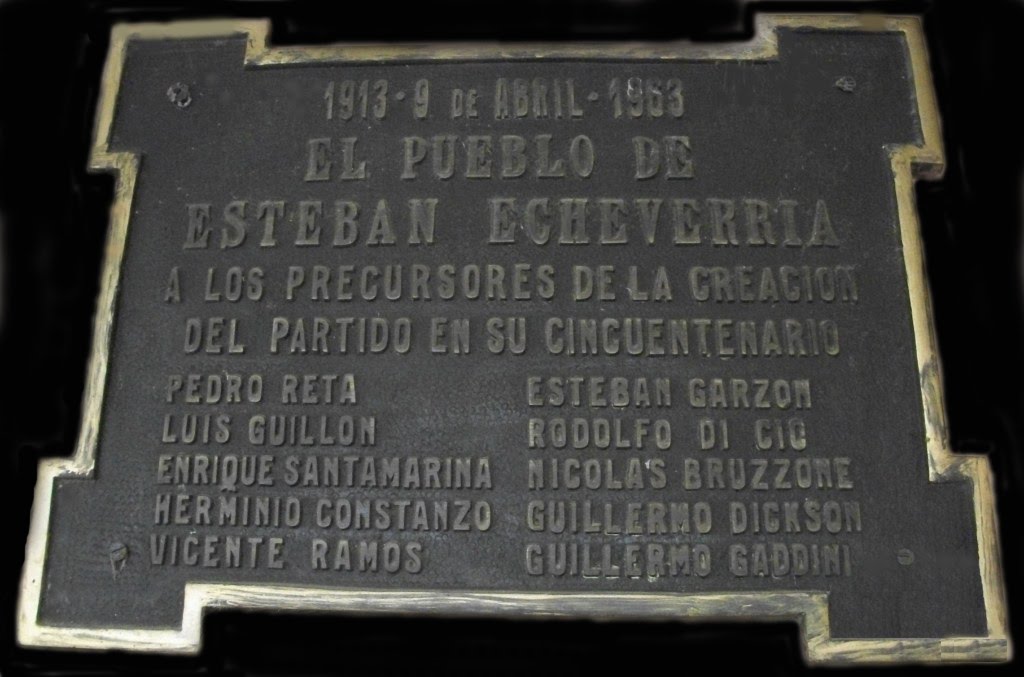 1913 - 9 DE ABRIL - 1963
EL PUEBLO DE
ESTEBAN ECHEVERRIA
A LOS PRECURSORES DE LA CREACION
DEL PARTIDO EN SU CINCUENTENARIO
PEDRO RETA
LUIS GUILLON
ENRIQUE SANTAMARINA
HERMINIO CONSTANZO
VICENTE RAMOS
ESTEBAN GARZON
RODOLFO DI CIO
NICOLAS BRUZZONE
GUILLERMO DICKSON
GUILLERMO GADDINI